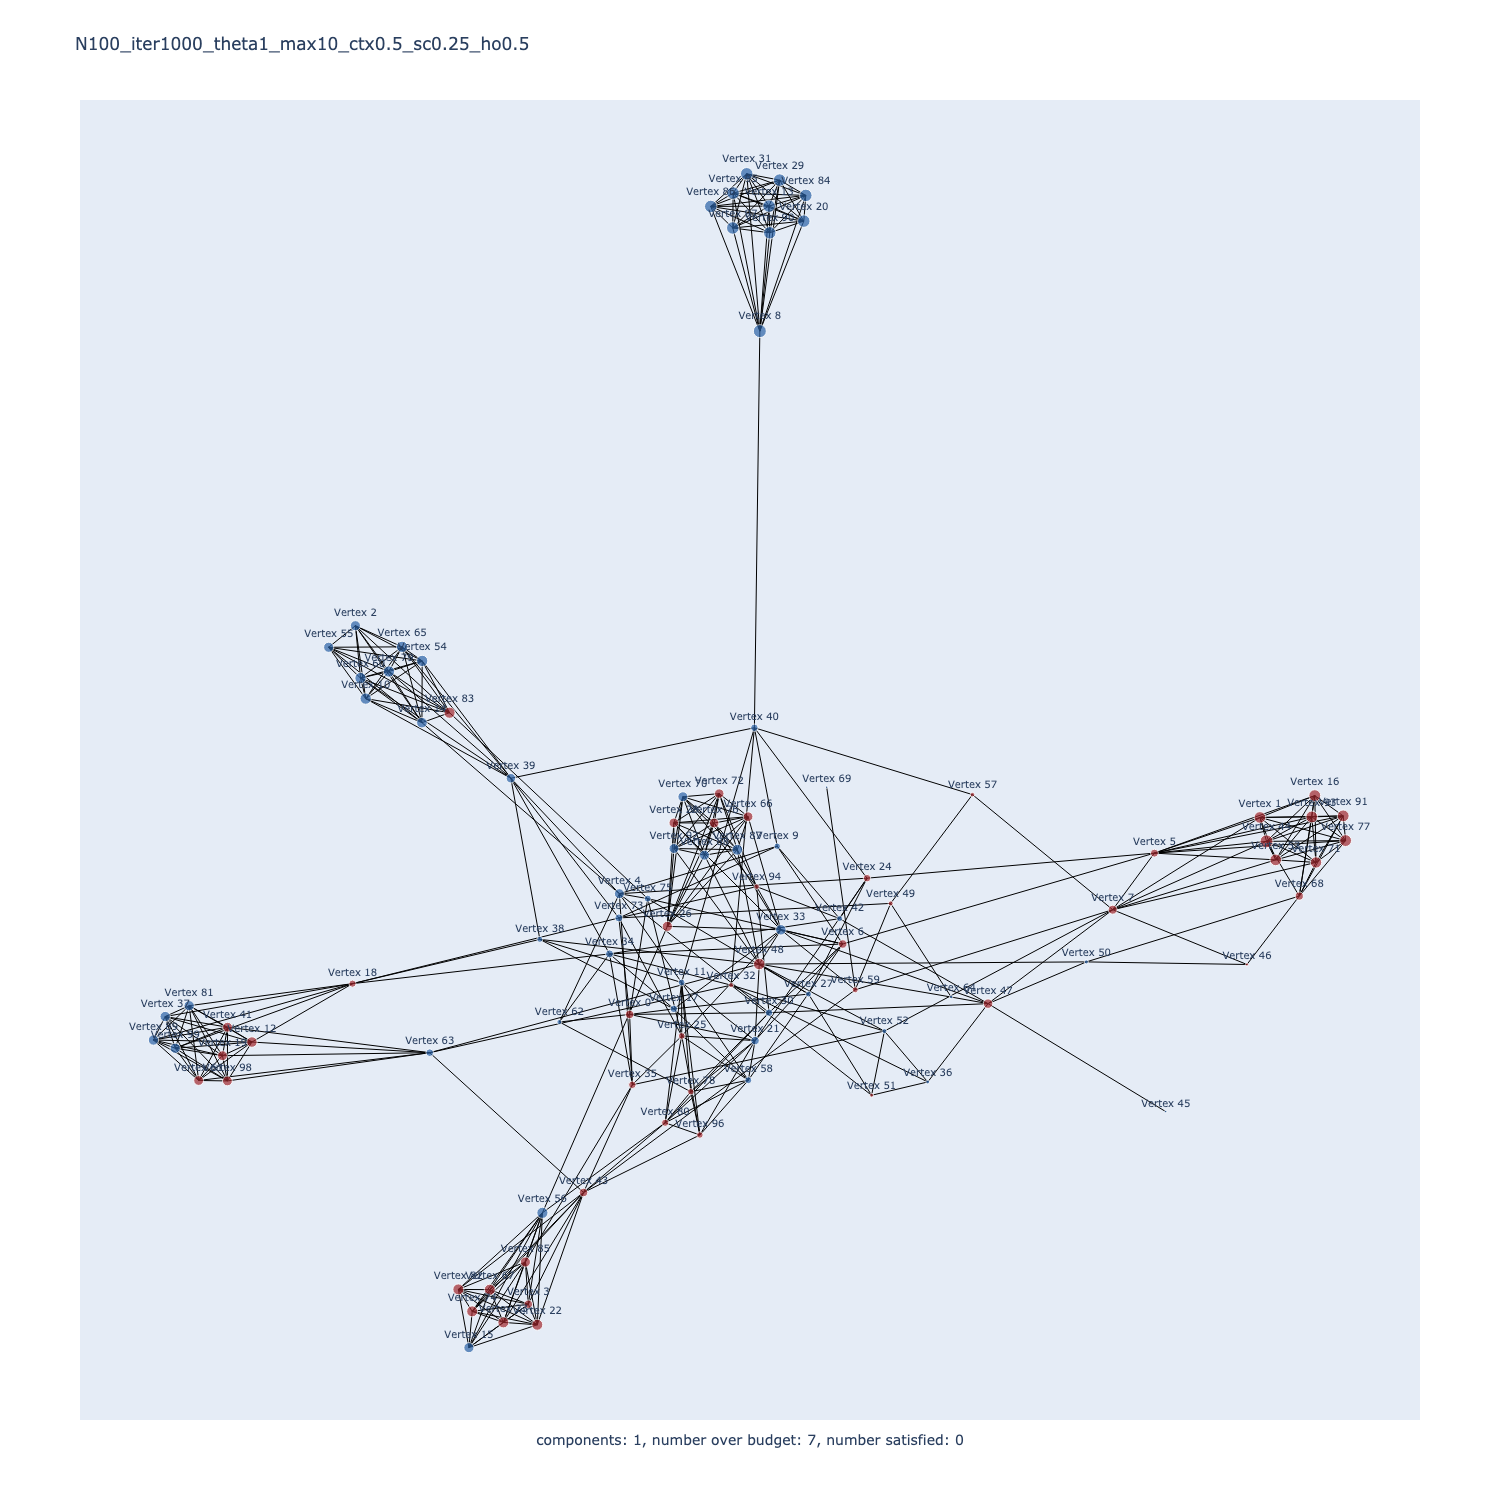 N100_iter1000_theta1_max10_ctx0.5_sc0.25_ho0.5
Vertex 31
Vertex 29
Vertex 84
Vertex 20
Vertex 8
Vertex 2
Vertex 55
Vertex 65
Vertex 54
Vertex 83
Vertex 40
Vertex 39
Vertex 69
Vertex 57
Vertex 16
Vertex 72
Vertex 66
Vertex 1
Vertex 91
Vertex 77
Vertex 9
Vertex 5
Vertex 24
Vertex 4
Vertex 75
Vertex 94
Vertex 49
Vertex 68
Vertex 7
Vertex 73
Vertex 33
Vertex 42
Vertex 38
Vertex 6
Vertex 34
Vertex 48
Vertex 50
Vertex 46
Vertex 18
Vertex 11
Vertex 32
Vertex 27
Vertex 59
Vertex 47
Vertex 81
Vertex 37
Vertex 41
Vertex 12
Vertex 62
Vertex 0
Vertex 25
Vertex 21
Vertex 52
Vertex 63
Vertex 98
Vertex 35
Vertex 78
Vertex 58
Vertex 36
Vertex 51
Vertex 45
Vertex 96
Vertex 43
Vertex 56
Vertex 85
Vertex 3
Vertex 22
Vertex 15
components: 1, number over budget: 7, number satisfied: 0